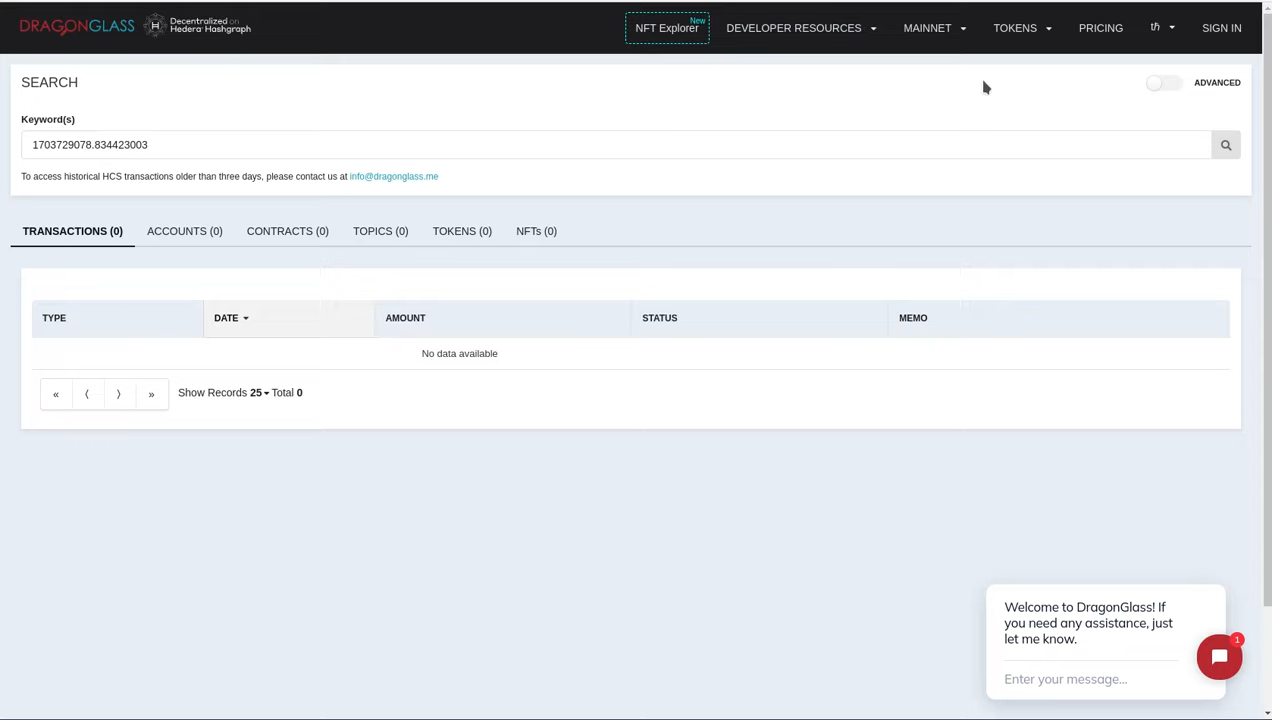 DRAGONGLASS
Decentralized on
Hedera Hashgraph
New
NFT Explorer DEVELOPER RESOURCES MAINNET TOKENS PRICING ℏ SIGN IN
SEARCH
ADVANCED
Keyword(s)
1703729078.834423003
To access historical HCS transactions older than three days, please contact us at info@dragonglass.me
TRANSACTIONS (0) ACCOUNTS (0) CONTRACTS (0) TOPICS (0) TOKENS (0) NFTs (0)
TYPE DATE AMOUNT STATUS MEMO
No data available
« ⟨ ⟩ » Show Records 25 Total 0
Welcome to DragonGlass! If
you need any assistance, just
let me know.
1
Enter your message...